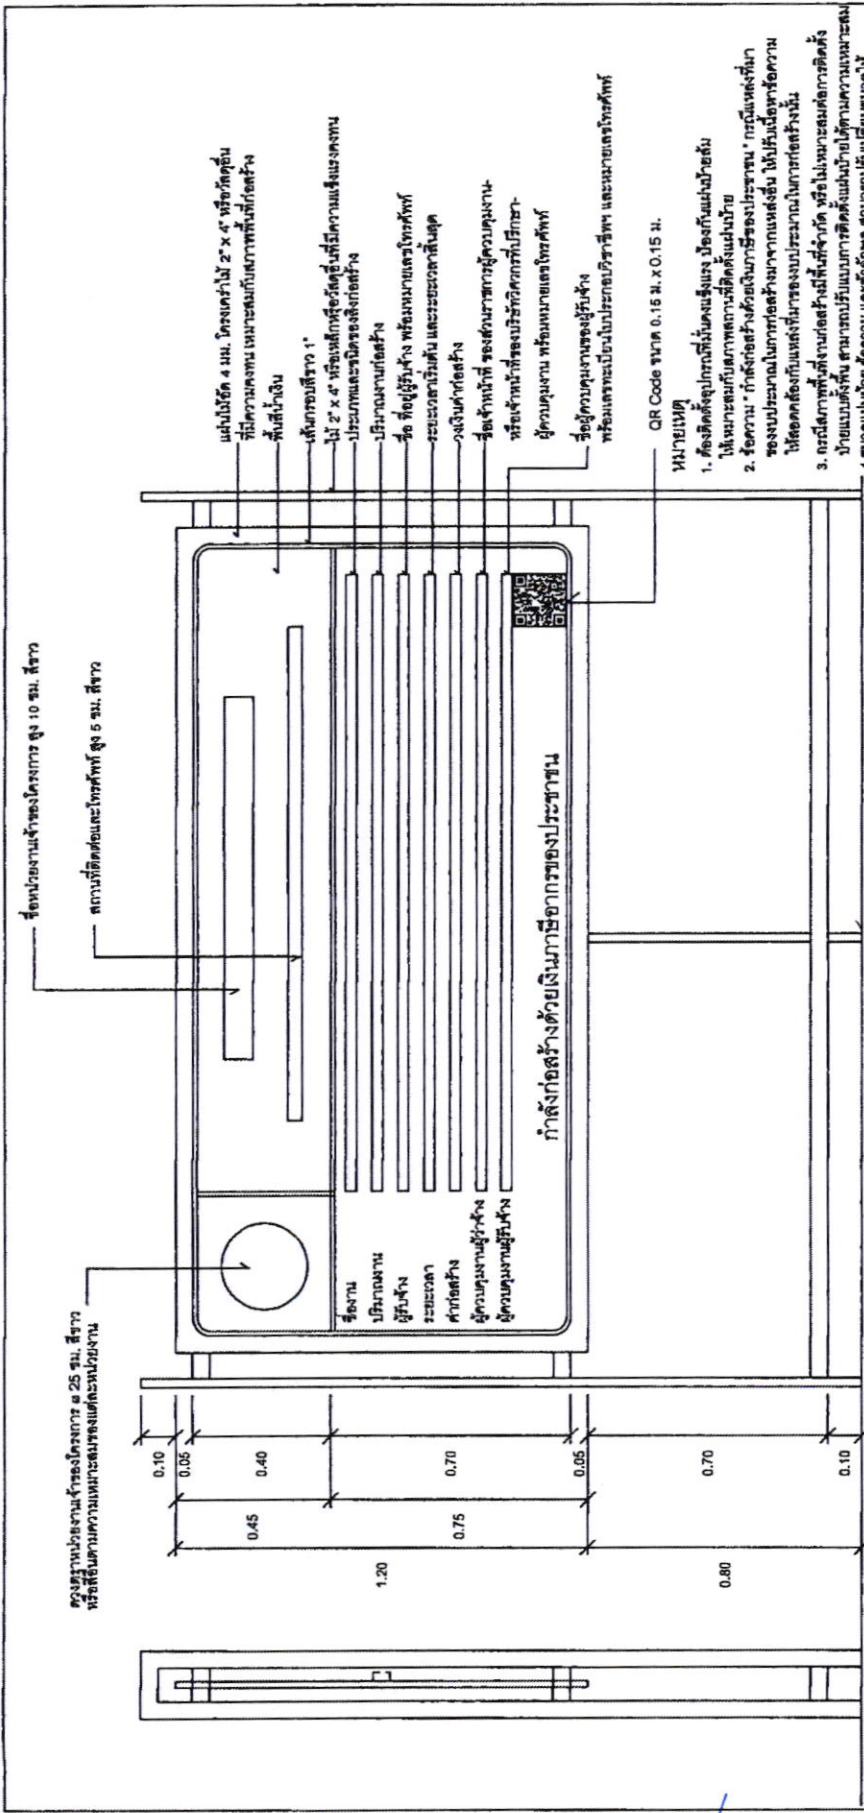 ชื่อหน่วยงานเจ้าของโครงการ สูง 10 ซม. สีขาว
สถานที่ติดต่อและโทรศัพท์ สูง 5 ซม. สีขาว
ดวงตราหน่วยงานเจ้าของโครงการ ø 25 ซม. สีขาว
หรือสีอื่นตามความเหมาะสมของแต่ละหน่วยงาน
แผ่นไม้อัด 4 มม. โครงเคร่าไม้ 2" x 4" หรือวัสดุอื่น
ที่มีความคงทน เหมาะสมกับสภาพพื้นที่ก่อสร้าง
พื้นสีน้ำเงิน
เส้นกรอบสีขาว 1"
ไม้ 2" x 4" หรือเหล็กหรือวัสดุอื่นที่มีความแข็งแรงคงทน
ประเภทและชนิดของสิ่งก่อสร้าง
ปริมาณงานก่อสร้าง
ชื่อ ที่อยู่ผู้รับจ้าง พร้อมหมายเลขโทรศัพท์
ระยะเวลาเริ่มต้น และระยะเวลาสิ้นสุด
วงเงินค่าก่อสร้าง
ชื่อเจ้าหน้าที่ ของส่วนราชการผู้ควบคุมงาน-
หรือเจ้าหน้าที่ของบริษัทวิศวกรที่ปรึกษา-
ผู้ควบคุมงาน พร้อมหมายเลขโทรศัพท์
ชื่อผู้ควบคุมงานของผู้รับจ้าง
พร้อมเลขทะเบียนใบประกอบวิชาชีพฯ และหมายเลขโทรศัพท์
QR Code ขนาด 0.15 ม. x 0.15 ม.
ชื่องาน
ปริมาณงาน
ผู้รับจ้าง
ระยะเวลา
ค่าก่อสร้าง
ผู้ควบคุมงานผู้ว่าจ้าง
ผู้ควบคุมงานผู้รับจ้าง
กำลังก่อสร้างด้วยเงินภาษีอากรของประชาชน
0.10
0.05
0.40
0.70
0.05
0.70
0.10
0.45
0.75
1.20
0.80
หมายเหตุ
1. ต้องติดตั้งอุปกรณ์ที่มั่นคงแข็งแรง ป้องกันแผ่นป้ายล้ม
ให้เหมาะสมกับสภาพสถานที่ติดตั้งแผ่นป้าย
2. ข้อความ " กำลังก่อสร้างด้วยเงินภาษีของประชาชน " กรณีแหล่งที่มา
ของงบประมาณในการก่อสร้างมาจากแหล่งอื่น ให้ปรับเนื้อหาข้อความ
ให้สอดคล้องกับแหล่งที่มาของงบประมาณในการก่อสร้างนั้น
3. กรณีสภาพพื้นที่งานก่อสร้างมีพื้นที่จำกัด หรือไม่เหมาะสมต่อการติดตั้ง
ป้ายแบบตั้งพื้น สามารถปรับแบบการติดตั้งแผ่นป้ายได้ตามความเหมาะสม